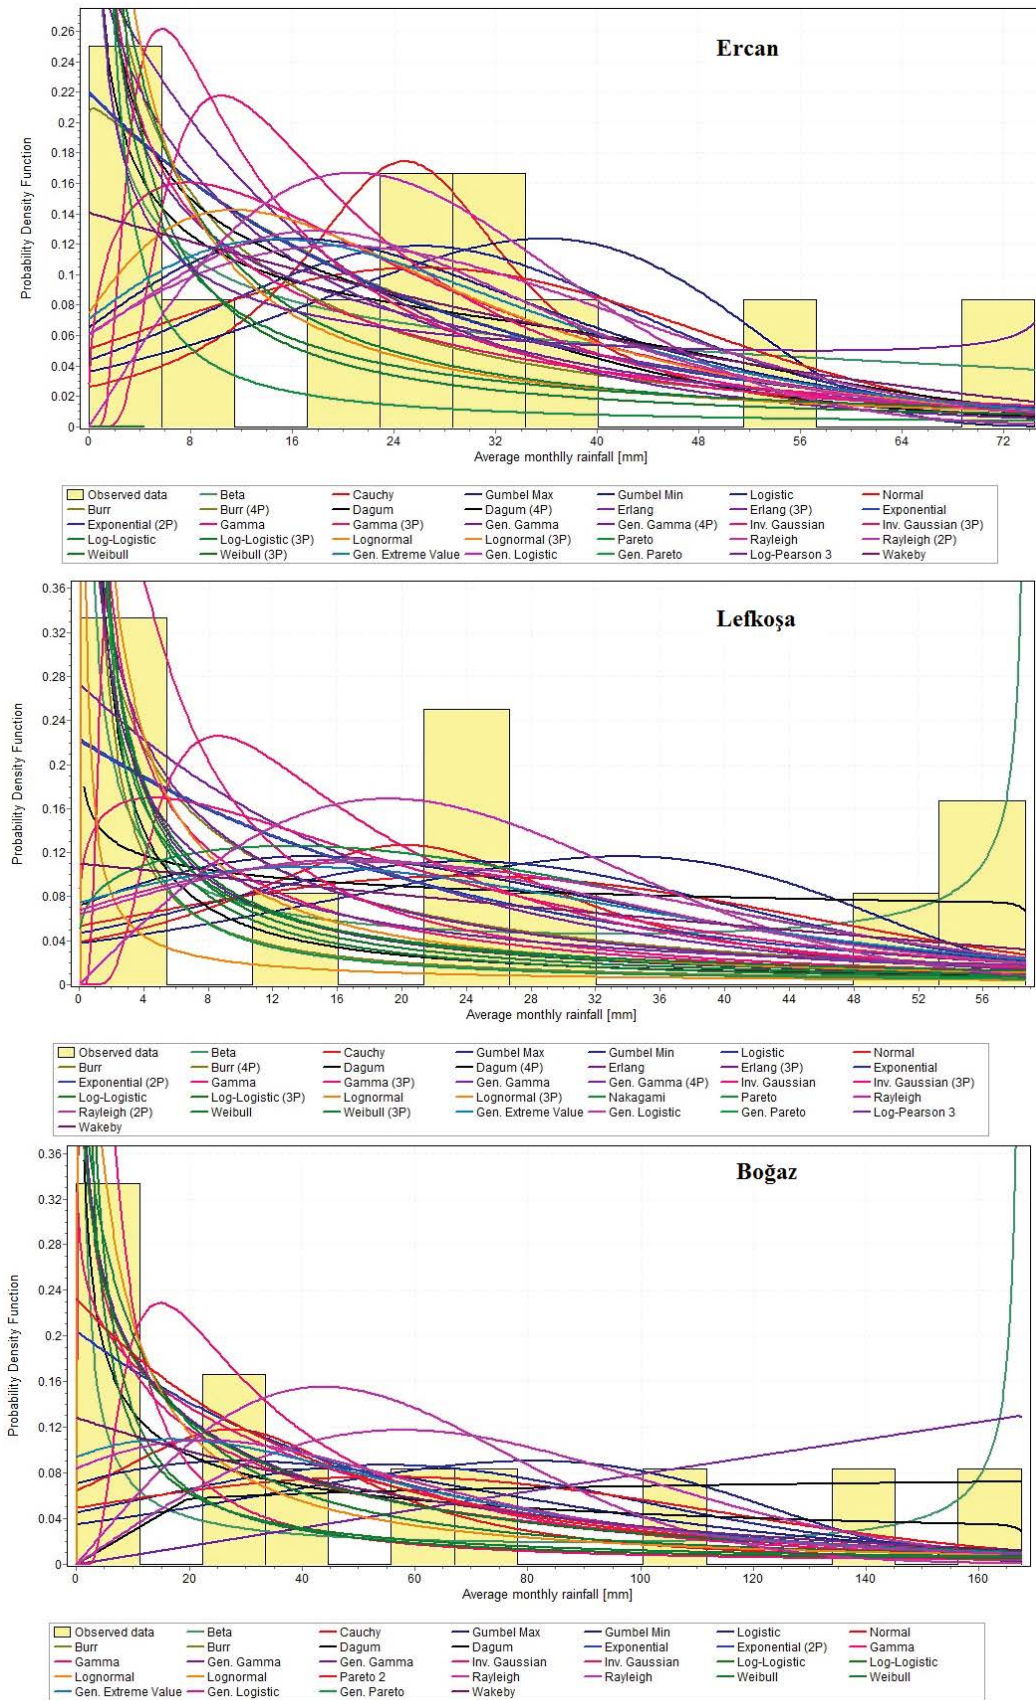 Ercan
Probability Density Function
0.26
0.24
0.22
0.2
0.18
0.16
0.14
0.12
0.1
0.08
0.06
0.04
0.02
0
0 8 16 24 32 40 48 56 64 72
Average monthlly rainfall [mm]
Observed data Beta Cauchy Gumbel Max Gumbel Min Logistic Normal
Burr Burr (4P) Dagum Dagum (4P) Erlang Erlang (3P) Exponential
Exponential (2P) Gamma Gamma (3P) Gen. Gamma Gen. Gamma (4P) Inv. Gaussian Inv. Gaussian (3P)
Log-Logistic Log-Logistic (3P) Lognormal Lognormal (3P) Pareto Rayleigh Rayleigh (2P)
Weibull Weibull (3P) Gen. Extreme Value Gen. Logistic Gen. Pareto Log-Pearson 3 Wakeby
Lefkoşa
Probability Density Function
0.36
0.32
0.28
0.24
0.2
0.16
0.12
0.08
0.04
0
0 4 8 12 16 20 24 28 32 36 40 44 48 52 56
Average monthly rainfall [mm]
Observed data Beta Cauchy Gumbel Max Gumbel Min Logistic Normal
Burr Burr (4P) Dagum Dagum (4P) Erlang Erlang (3P) Exponential
Exponential (2P) Gamma Gamma (3P) Gen. Gamma Gen. Gamma (4P) Inv. Gaussian Inv. Gaussian (3P)
Log-Logistic Log-Logistic (3P) Lognormal Lognormal (3P) Nakagami Pareto Rayleigh
Rayleigh (2P) Weibull Weibull (3P) Gen. Extreme Value Gen. Logistic Gen. Pareto Log-Pearson 3
Wakeby
Boğaz
Probability Density Function
0.36
0.32
0.28
0.24
0.2
0.16
0.12
0.08
0.04
0
0 20 40 60 80 100 120 140 160
Average monthly rainfall [mm]
Observed data Beta Cauchy Gumbel Max Gumbel Min Logistic Normal
Burr Burr Dagum Dagum Exponential Exponential (2P) Gamma
Gamma Gen. Gamma Gen. Gamma Inv. Gaussian Inv. Gaussian Log-Logistic Log-Logistic
Lognormal Lognormal Pareto 2 Rayleigh Rayleigh Weibull Weibull
Gen. Extreme Value Gen. Logistic Gen. Pareto Wakeby